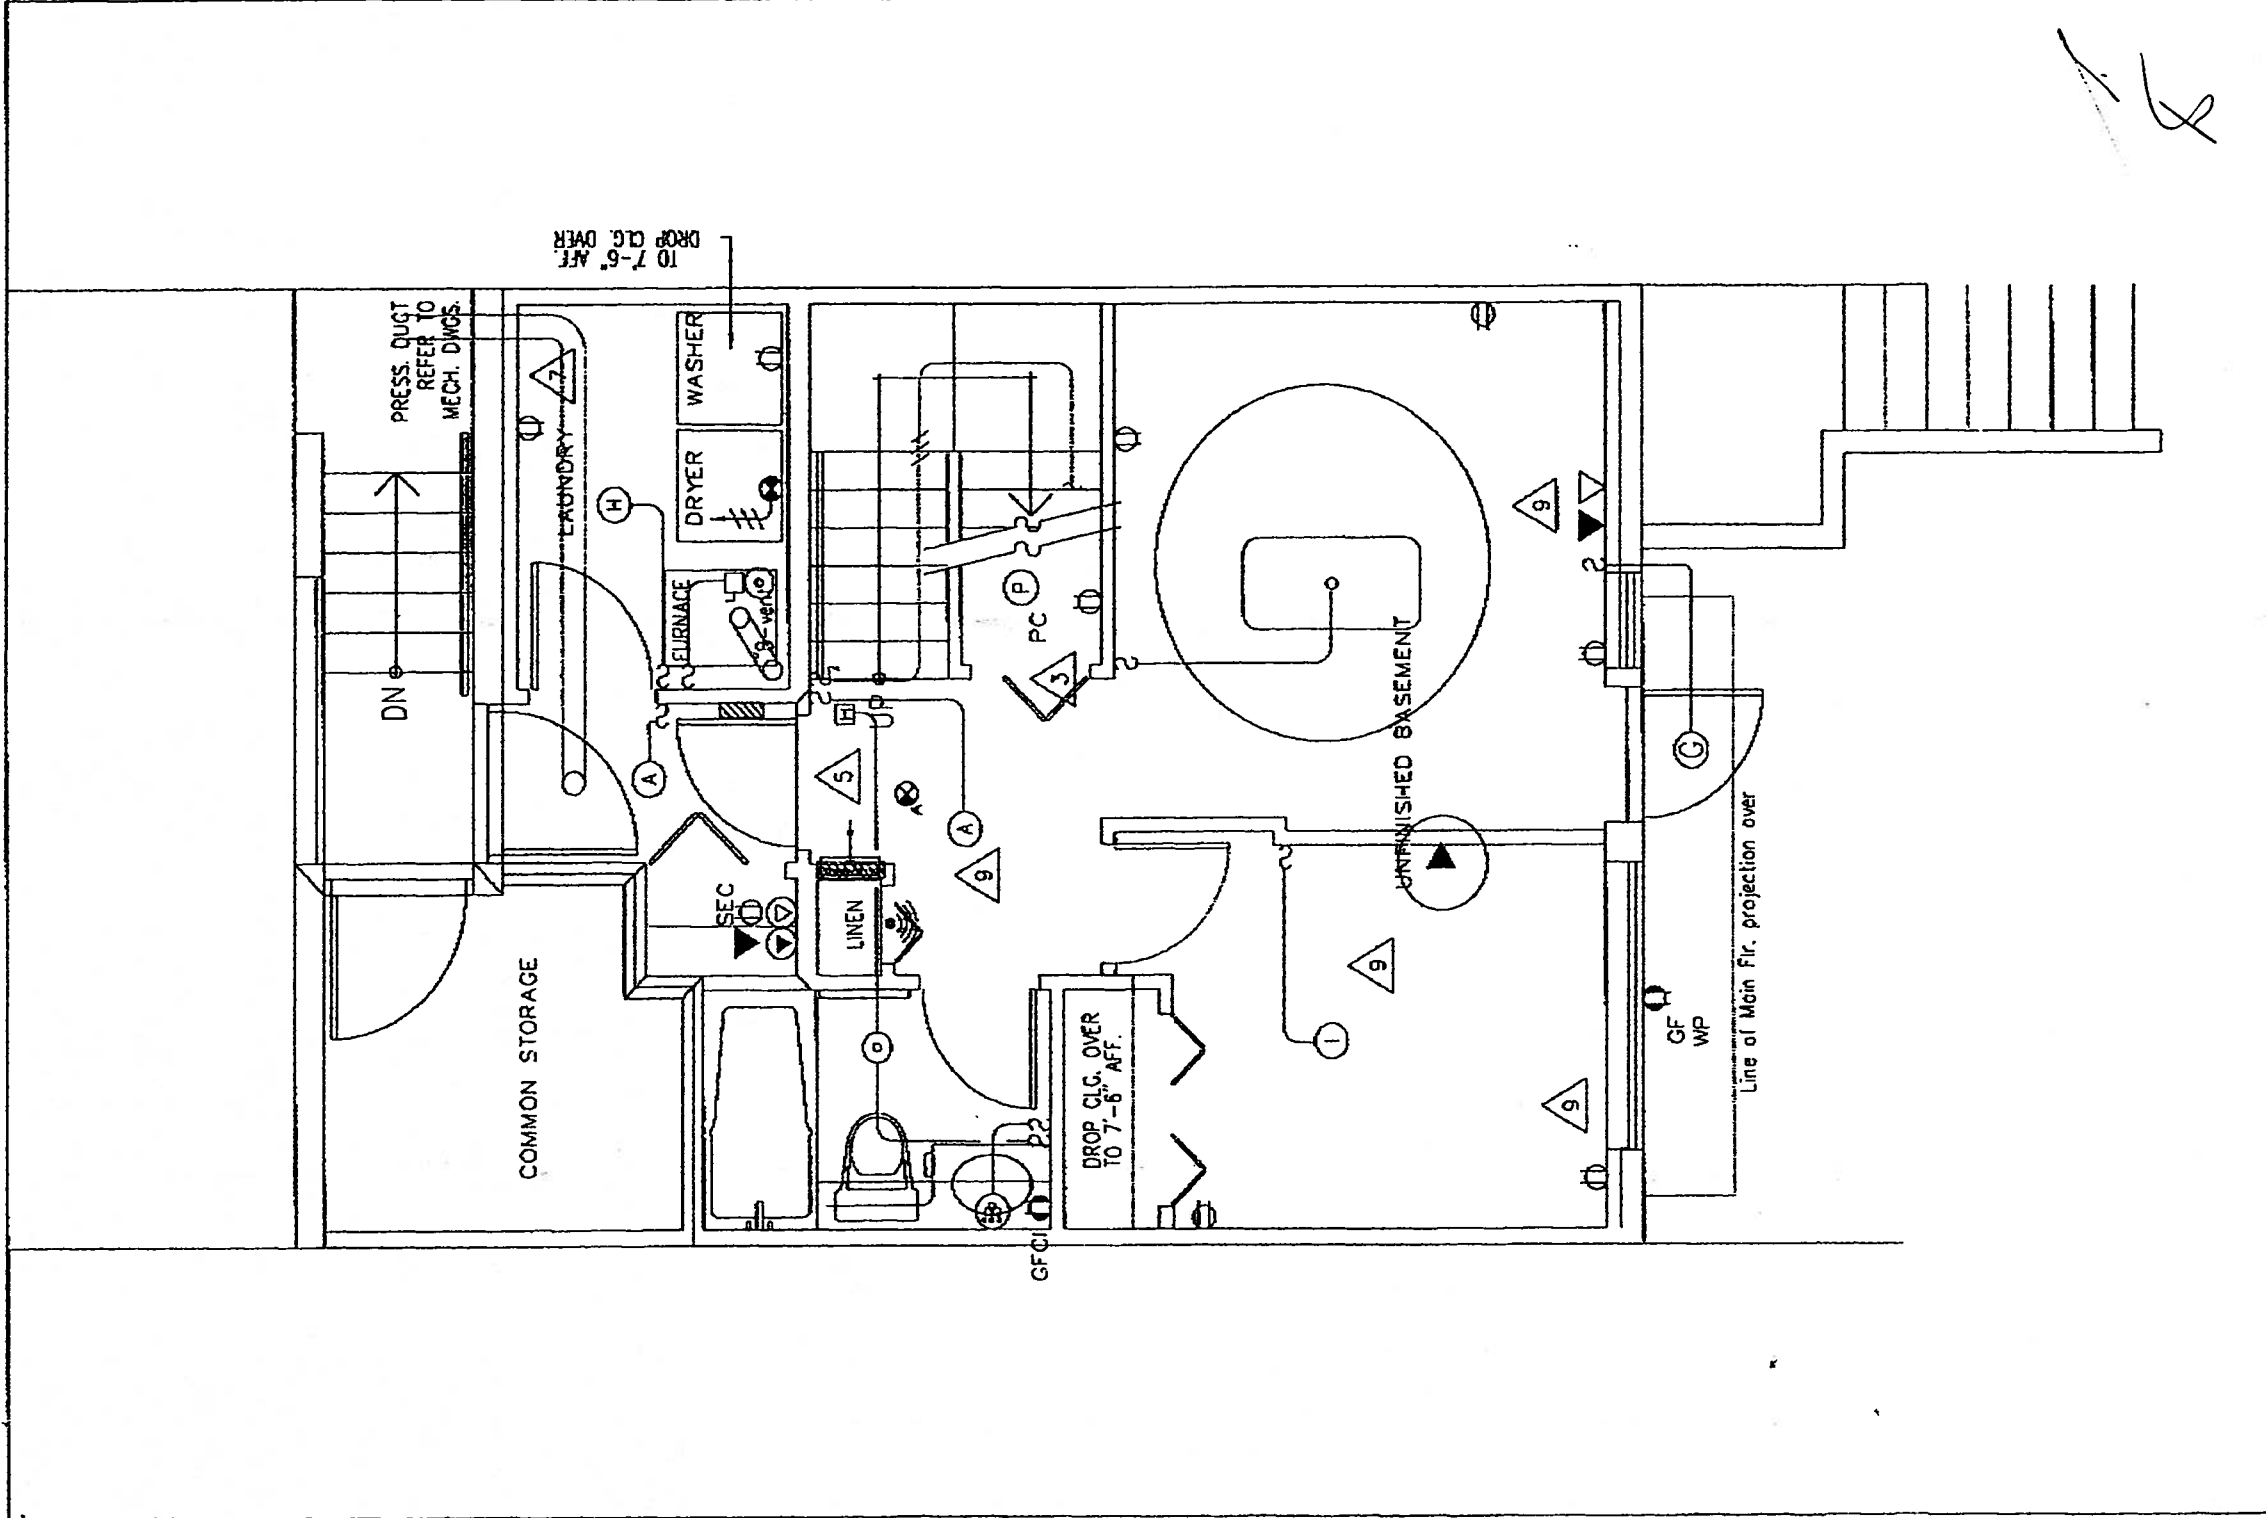 DROP CLG. OVER
TO 7'-6" AFF.
PRESS. DUCT
REFER TO
MECH. DWGS.
7
LAUNDRY
WASHER
DRYER
H
FURNACE
DN
A
SEC
COMMON STORAGE
LINEN
H
5
A
A
9
P
PC
3
GFCI
DROP CLG. OVER
TO 7'-6" AFF.
UNFINISHED BASEMENT
9
9
9
I
G
GF
WP
Line of Main Flr. projection over